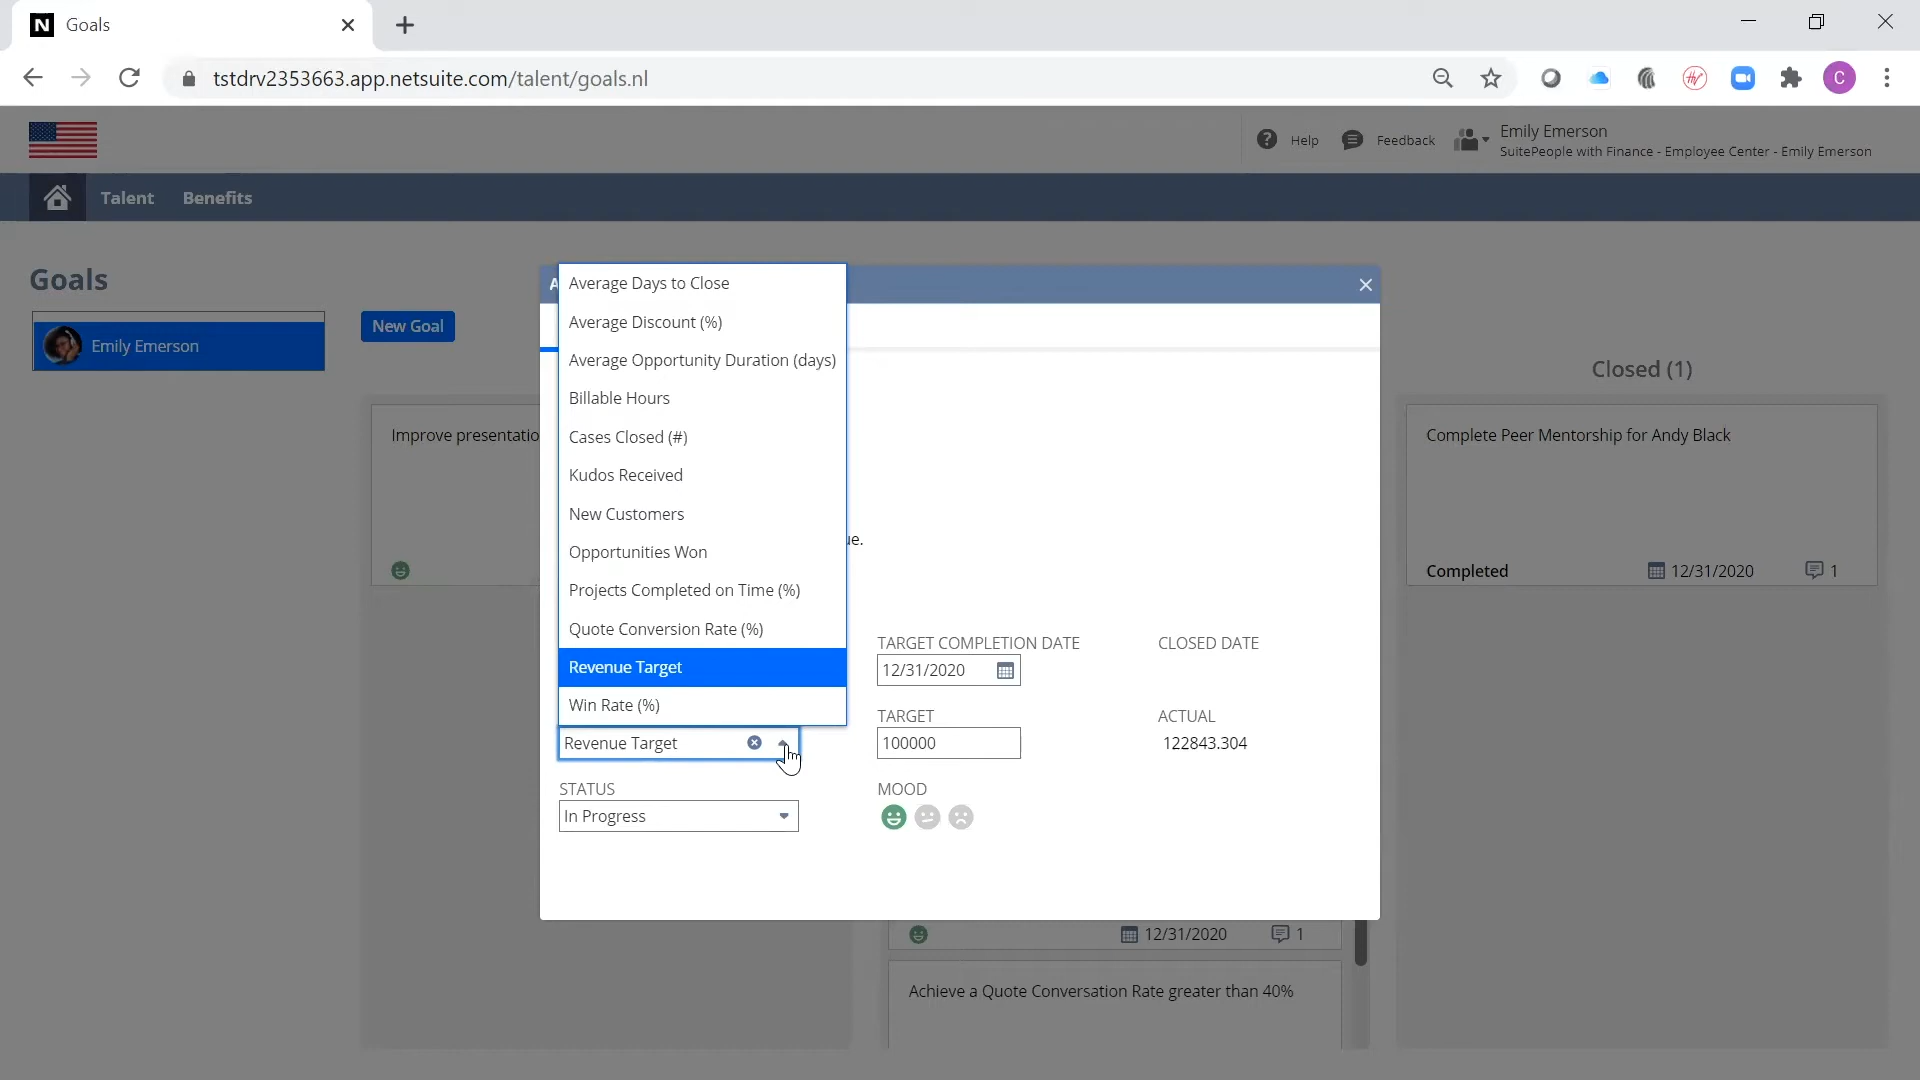 N Goals
tstdrv2353663.app.netsuite.com/talent/goals.nl
C
Help
Feedback
Emily Emerson
SuitePeople with Finance - Employee Center - Emily Emerson
Talent
Benefits
Goals
Emily Emerson
New Goal
Improve presentatio
A
Average Days to Close
Average Discount (%)
Average Opportunity Duration (days)
Billable Hours
Cases Closed (#)
Kudos Received
New Customers
Opportunities Won
Projects Completed on Time (%)
Quote Conversion Rate (%)
Revenue Target
Win Rate (%)
ue.
TARGET COMPLETION DATE
12/31/2020
CLOSED DATE
Revenue Target
TARGET
100000
ACTUAL
122843.304
STATUS
In Progress
MOOD
12/31/2020
1
Achieve a Quote Conversation Rate greater than 40%
Closed (1)
Complete Peer Mentorship for Andy Black
Completed
12/31/2020
1